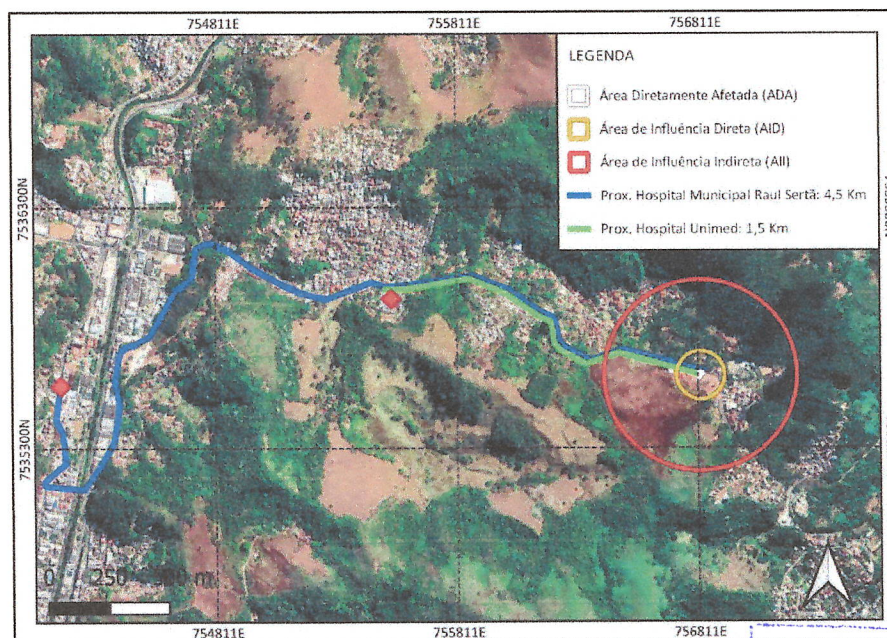 754811E 755811E 756811E
LEGENDA
Área Diretamente Afetada (ADA)
Área de Influência Direta (AID)
Área de Influência Indireta (AII)
Prox. Hospital Municipal Raul Sertã: 4,5 Km
Prox. Hospital Unimed: 1,5 Km
7536300N
7535300N
0 250 m
754811E 755811E 756811E